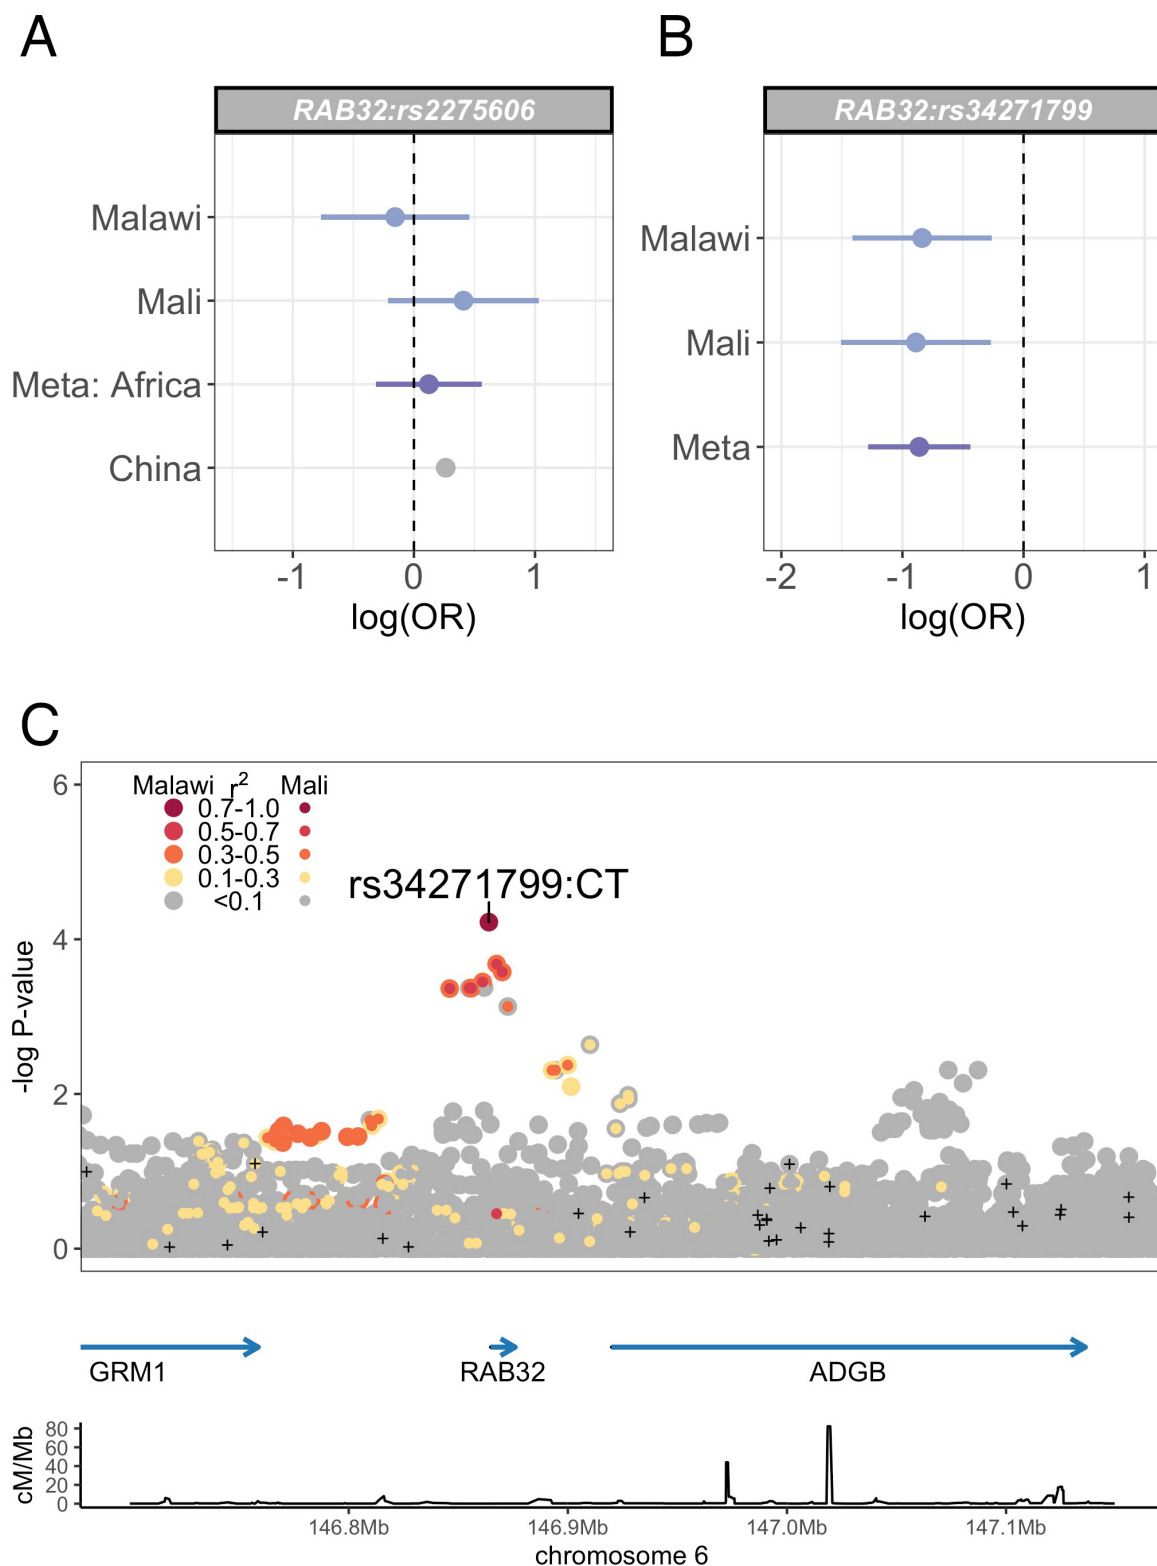 A
B
RAB32:rs2275606
RAB32:rs34271799
Malawi
Mali
Meta: Africa
China
-1
0
1
log(OR)
Malawi
Mali
Meta
-2
-1
0
1
log(OR)
C
6
4
2
0
-log P-value
Malawi r2 Mali
0.7-1.0
0.5-0.7
0.3-0.5
0.1-0.3
<0.1
rs34271799:CT
GRM1
RAB32
ADGB
cM/Mb
80
60
40
20
0
146.8Mb
146.9Mb
147.0Mb
147.1Mb
chromosome 6